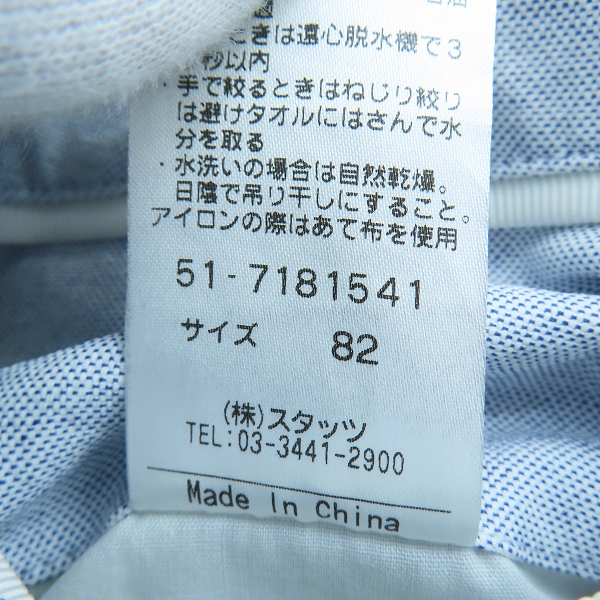 ときは遠心脱水機で3
秒以内
・手で絞るときはねじり絞り
は避けタオルにはさんで水
分を取る
・水洗いの場合は自然乾燥。
日陰で吊り干しにすること。
アイロンの際はあて布を使用
51-7181541
サイズ 82
(株)スタッツ
TEL:03-3441-2900
Made In China